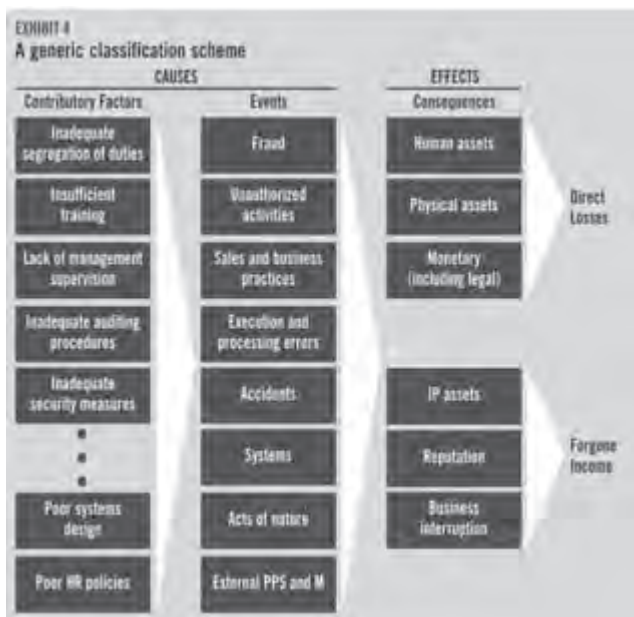 EXHIBIT 4
A generic classification scheme
CAUSES
EFFECTS
Contributory Factors
Events
Consequences
Inadequate
segregation of duties
Insufficient
training
Lack of management
supervision
Inadequate auditing
procedures
Inadequate
security measures
Poor systems
design
Poor HR policies
Fraud
Unauthorized
activities
Sales and business
practices
Execution and
processing errors
Accidents
Systems
Acts of nature
External PPS and M
Human assets
Physical assets
Monetary
(including legal)
IP assets
Reputation
Business
interruption
Direct
Losses
Forgone
Income